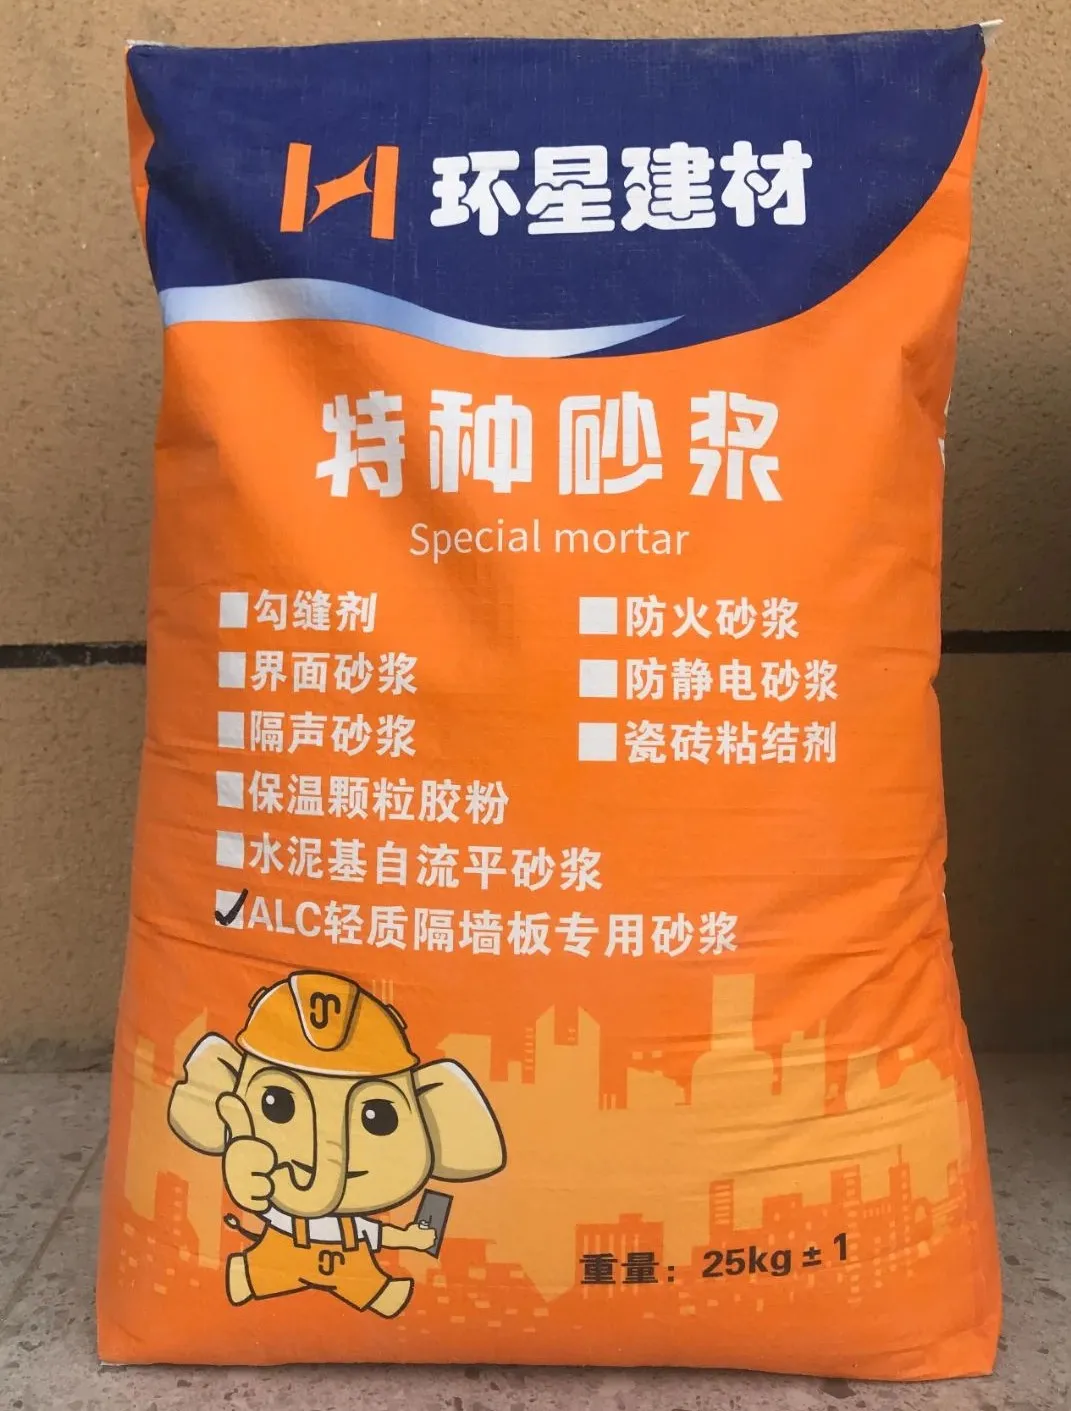 环星建材
特种砂浆
Special mortar
勾缝剂
界面砂浆
隔声砂浆
保温颗粒胶粉
水泥基自流平砂浆
ALC轻质隔墙板专用砂浆
防火砂浆
防静电砂浆
瓷砖粘结剂
重量：25kg±1